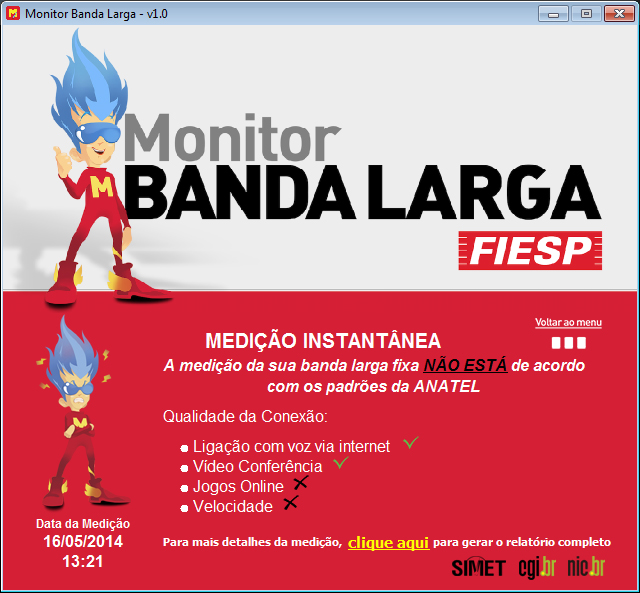 Monitor Banda Larga - v1.0
Monitor
BANDA LARGA
M
FIESP
Voltar ao menu
MEDIÇÃO INSTANTÂNEA
A medição da sua banda larga fixa NÃO ESTÁ de acordo
com os padrões da ANATEL
M
Qualidade da Conexão:
Ligação com voz via internet
Vídeo Conferência
Jogos Online
Velocidade
Data da Medição
16/05/2014
13:21
Para mais detalhes da medição, clique aqui para gerar o relatório completo
SIMET cgi.br nic.br